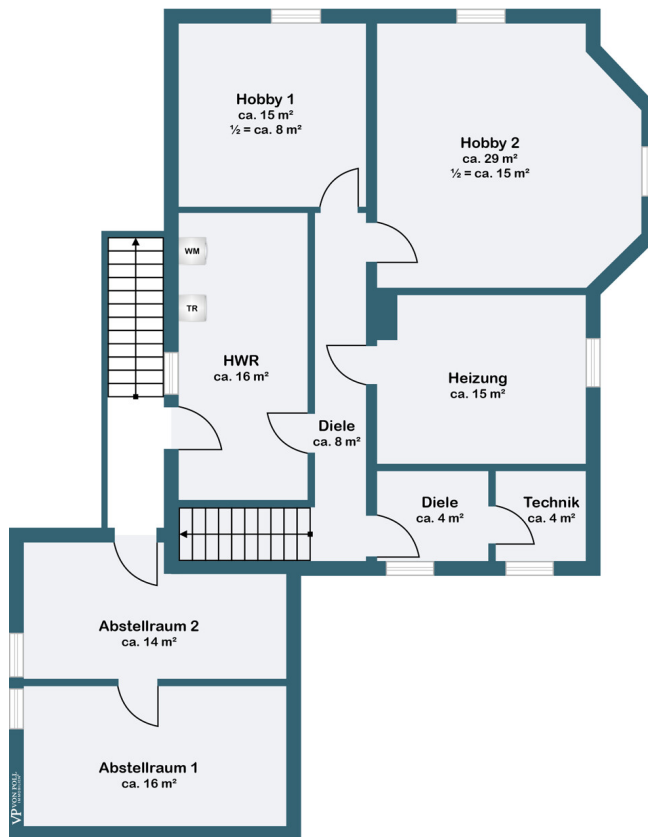 Hobby 1
ca. 15 m²
½ = ca. 8 m²
Hobby 2
ca. 29 m²
½ = ca. 15 m²
WM
TR
HWR
ca. 16 m²
Heizung
ca. 15 m²
Diele
ca. 8 m²
Diele
ca. 4 m²
Technik
ca. 4 m²
Abstellraum 2
ca. 14 m²
Abstellraum 1
ca. 16 m²
VP VON POLL